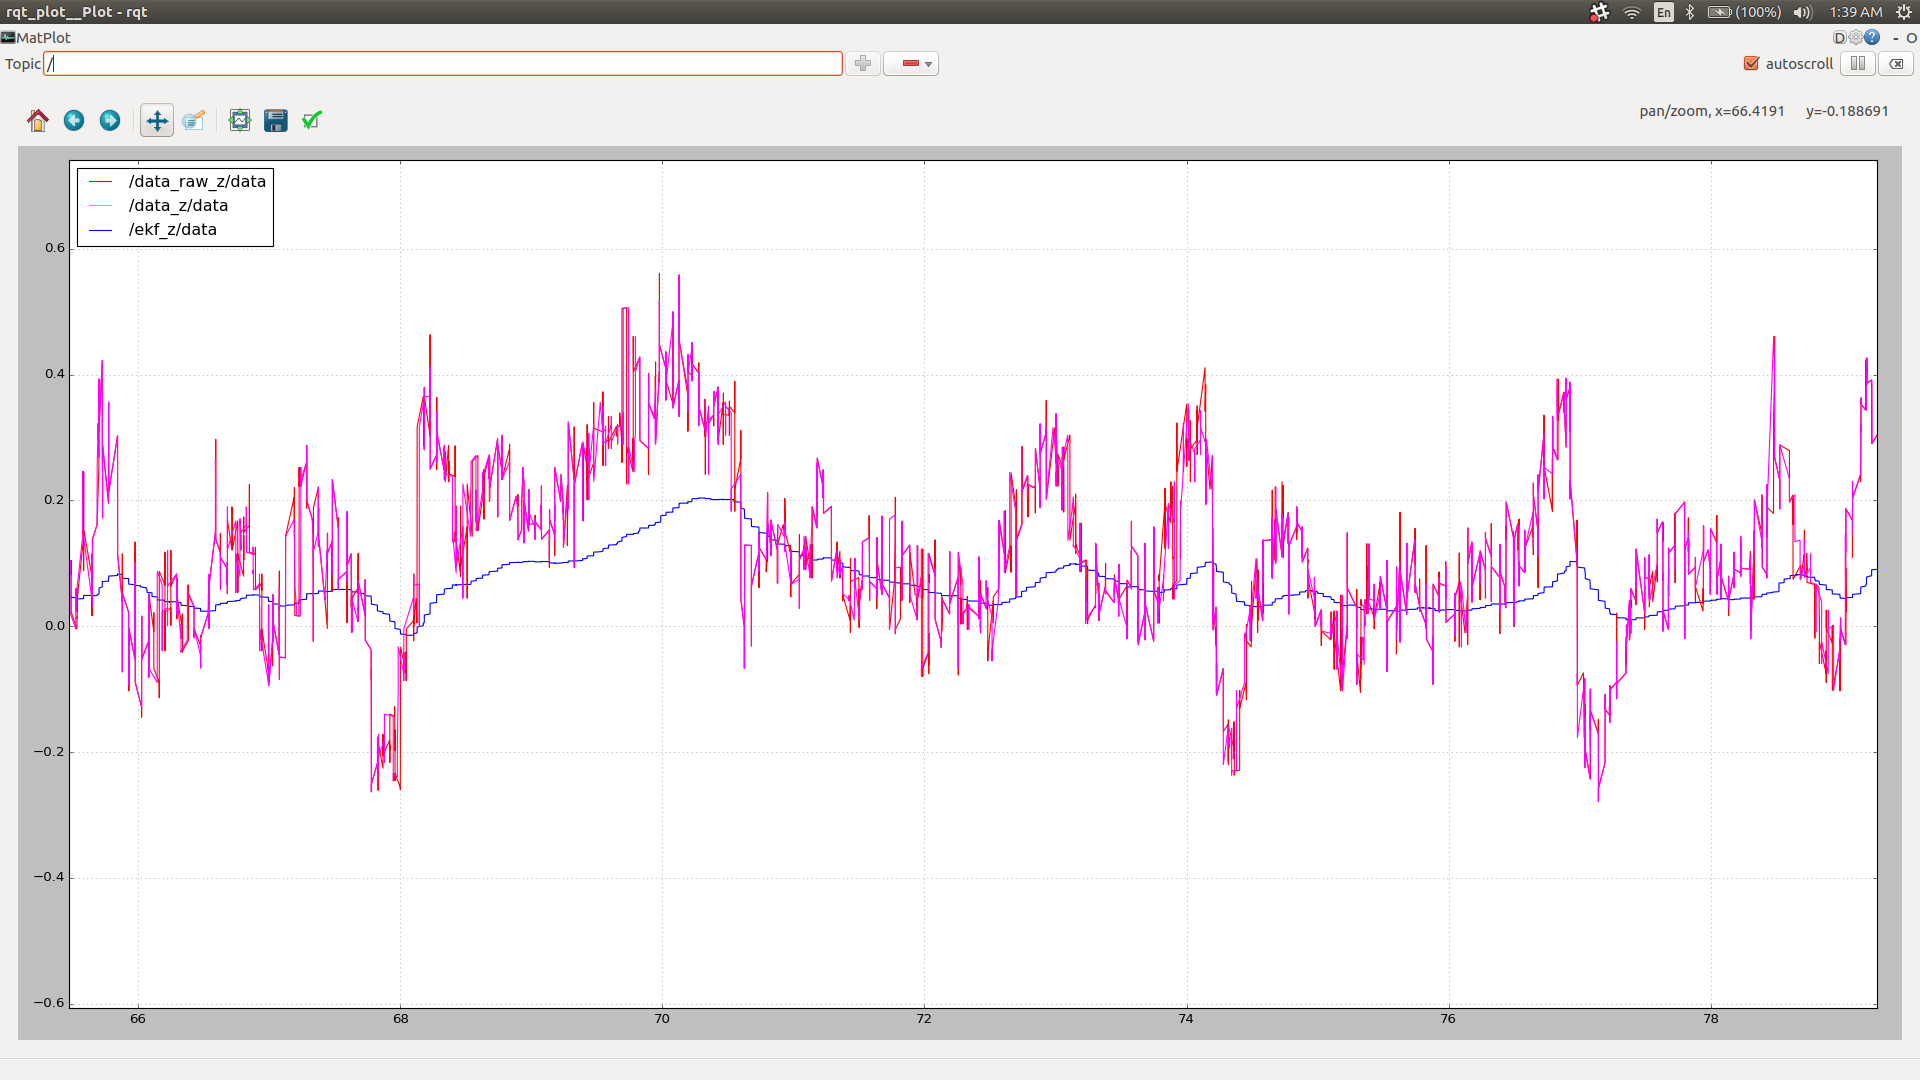 rqt_plot__Plot - rqt
En
(100%)
1:39 AM
MatPlot
D
?
- O
Topic /
autoscroll
pan/zoom, x=66.4191 y=-0.188691
/data_raw_z/data
/data_z/data
/ekf_z/data
0.6
0.4
0.2
0.0
−0.2
−0.4
−0.6
66 68 70 72 74 76 78